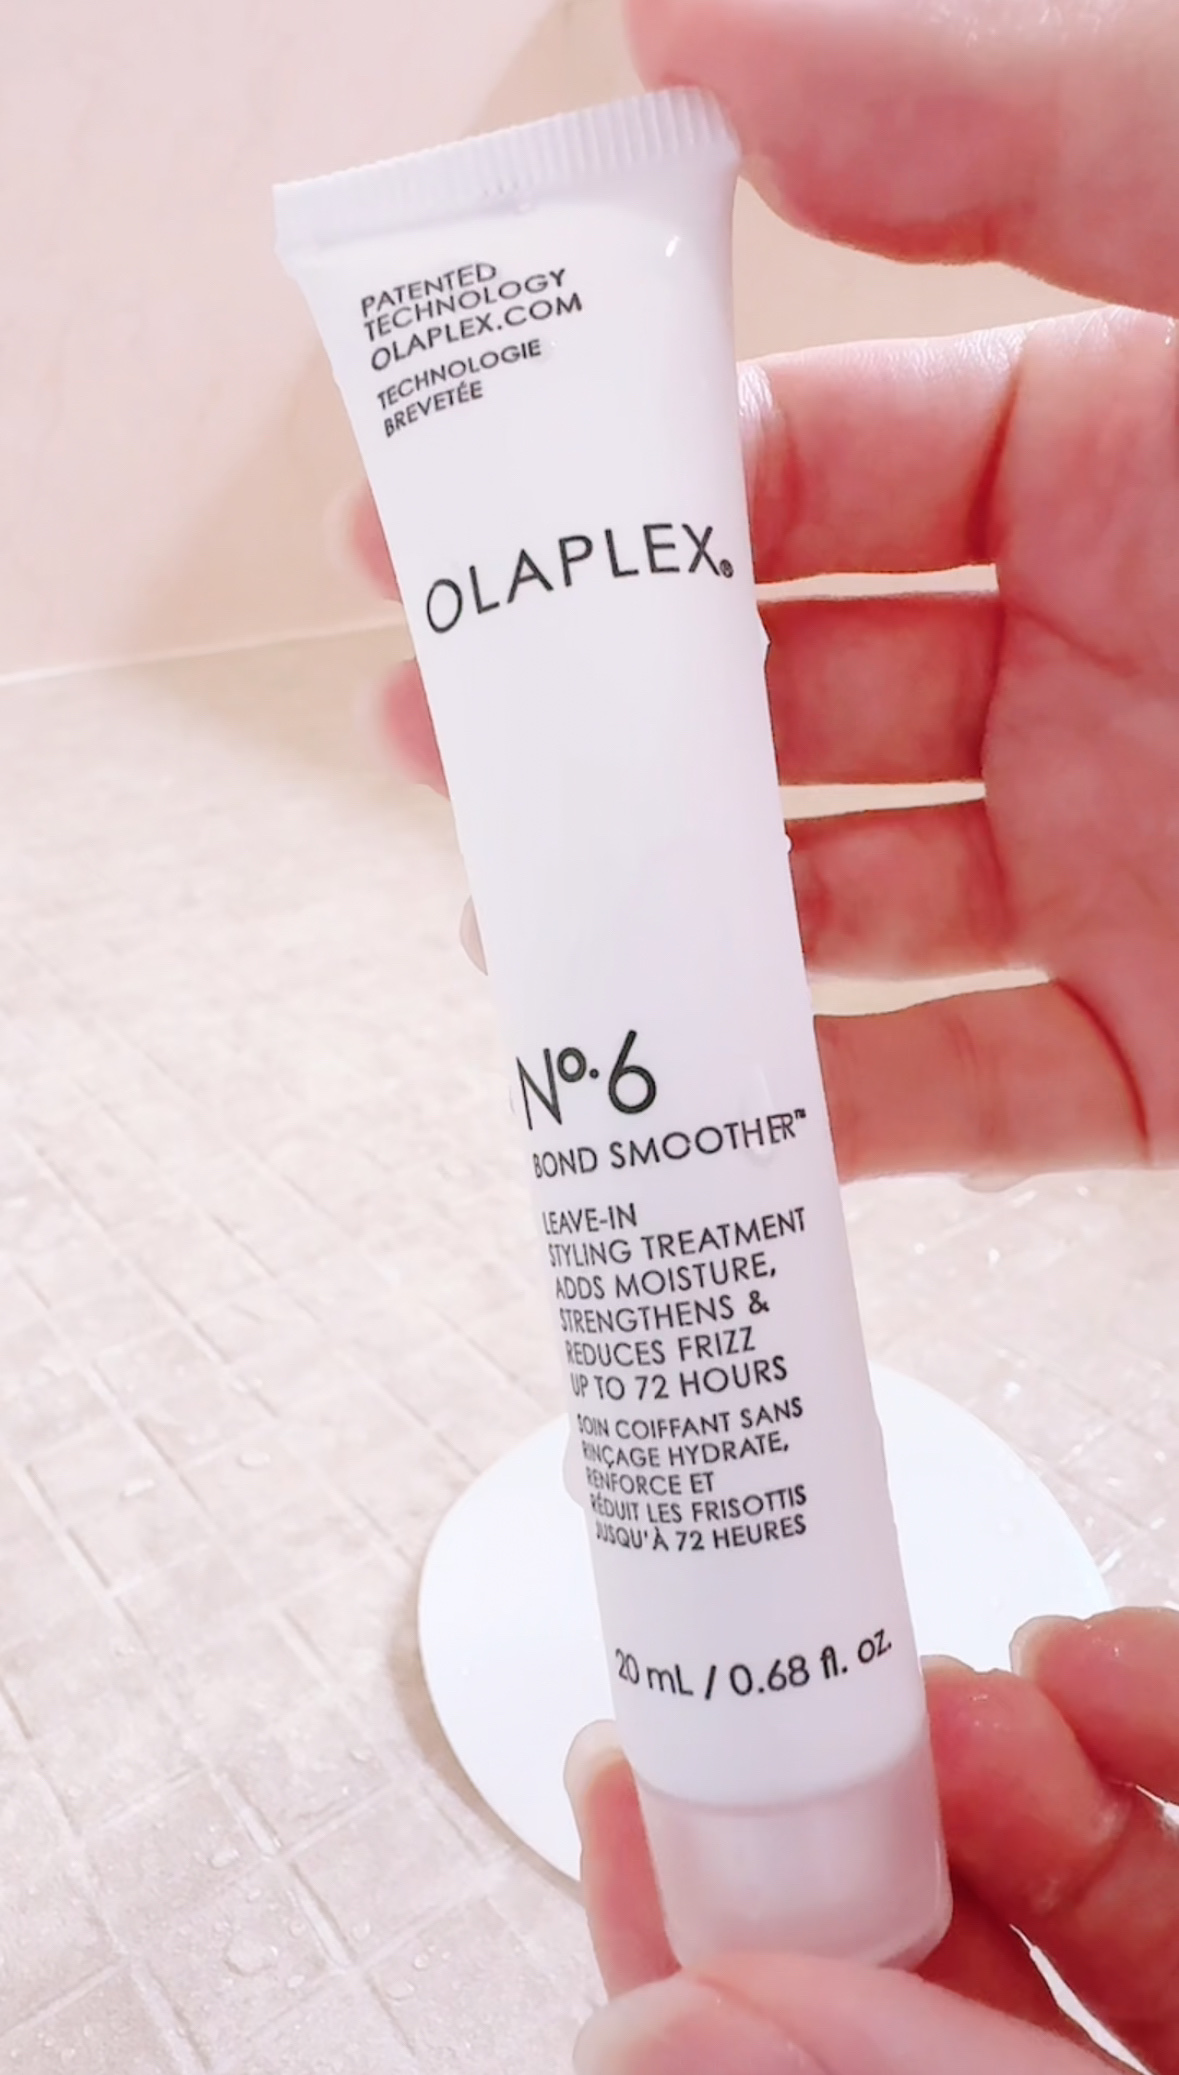 PATENTED
TECHNOLOGY
OLAPLEX.COM
TECHNOLOGIE
BREVETÉE
OLAPLEX®
Nº.6
BOND SMOOTHER™
LEAVE-IN
STYLING TREATMENT
ADDS MOISTURE,
STRENGTHENS &
REDUCES FRIZZ
UP TO 72 HOURS
SOIN COIFFANT SANS
RINÇAGE HYDRATE,
RENFORCE ET
RÉDUIT LES FRISOTTIS
JUSQU'À 72 HEURES
20 mL / 0.68 fl. oz.